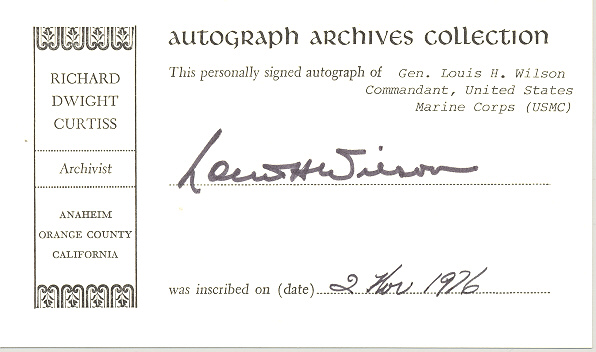 autograph archives collection
RICHARD
DWIGHT
CURTISS
Archivist
ANAHEIM
ORANGE COUNTY
CALIFORNIA
This personally signed autograph of Gen. Louis H. Wilson
Commandant, United States
Marine Corps (USMC)
Louis H Wilson
was inscribed on (date) 2 Nov 1976